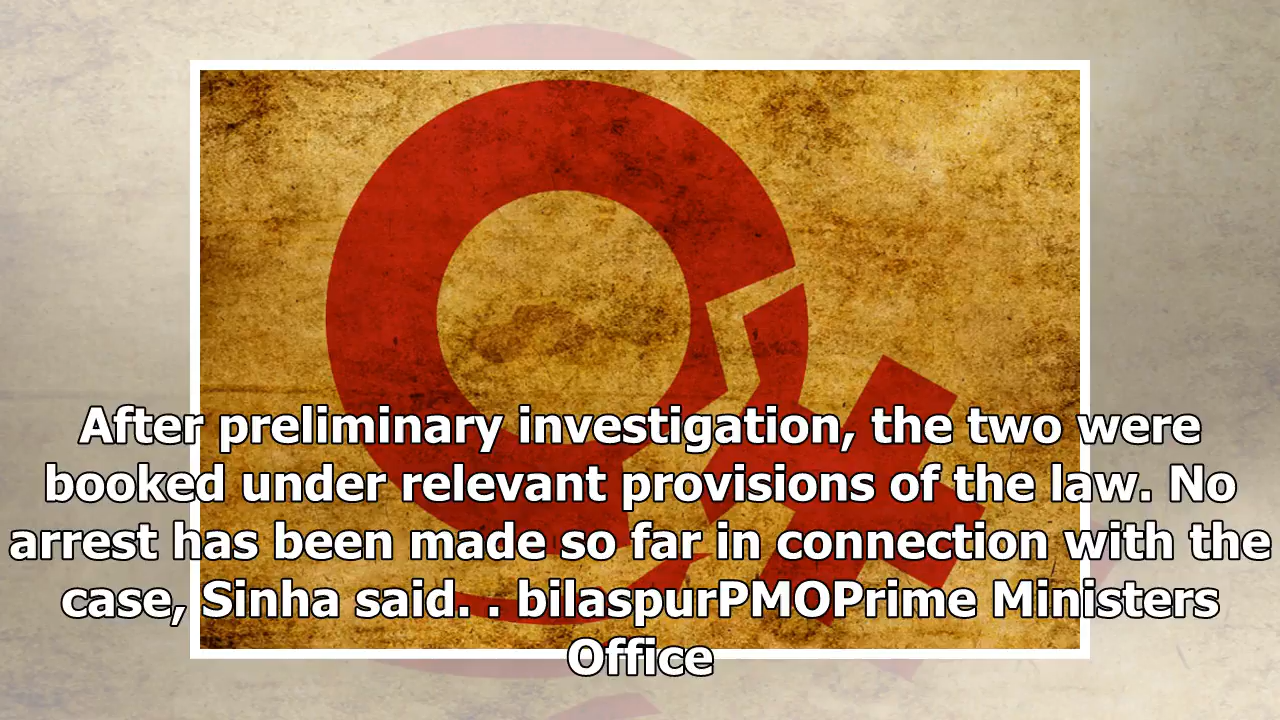 After preliminary investigation, the two were
booked under relevant provisions of the law. No
arrest has been made so far in connection with the
case, Sinha said. . bilaspurPMOPrime Ministers
Office